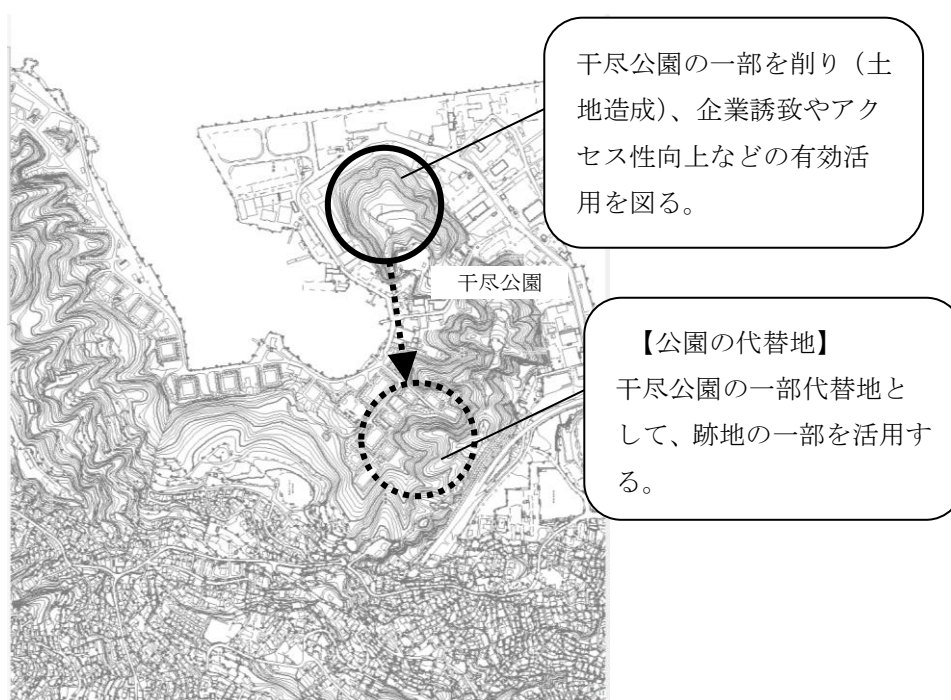 干尽公園の一部を削り（土
地造成）、企業誘致やアク
セス性向上などの有効活
用を図る。
干尽公園
【公園の代替地】
干尽公園の一部代替地と
して、跡地の一部を活用す
る。